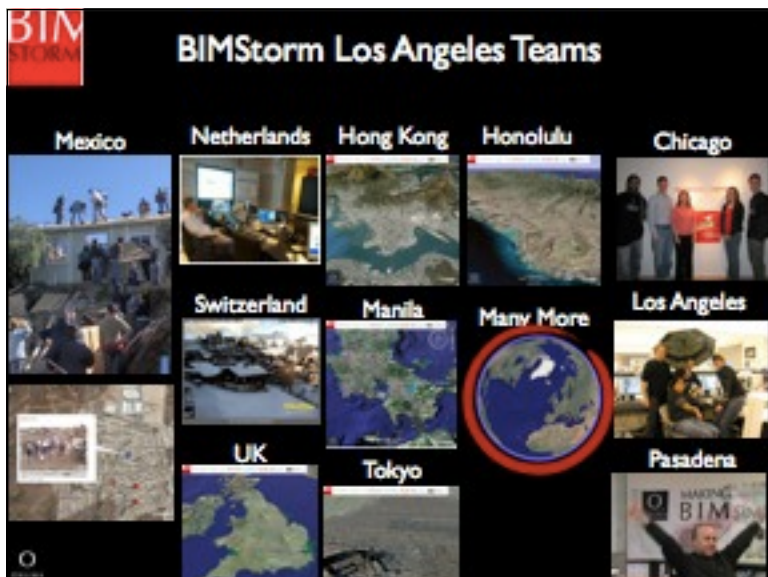 BIM
STORM
BIMStorm Los Angeles Teams
Mexico
Netherlands
Hong Kong
Honolulu
Chicago
Switzerland
Manila
Many More
Los Angeles
UK
Tokyo
Pasadena
MAKING
BIM